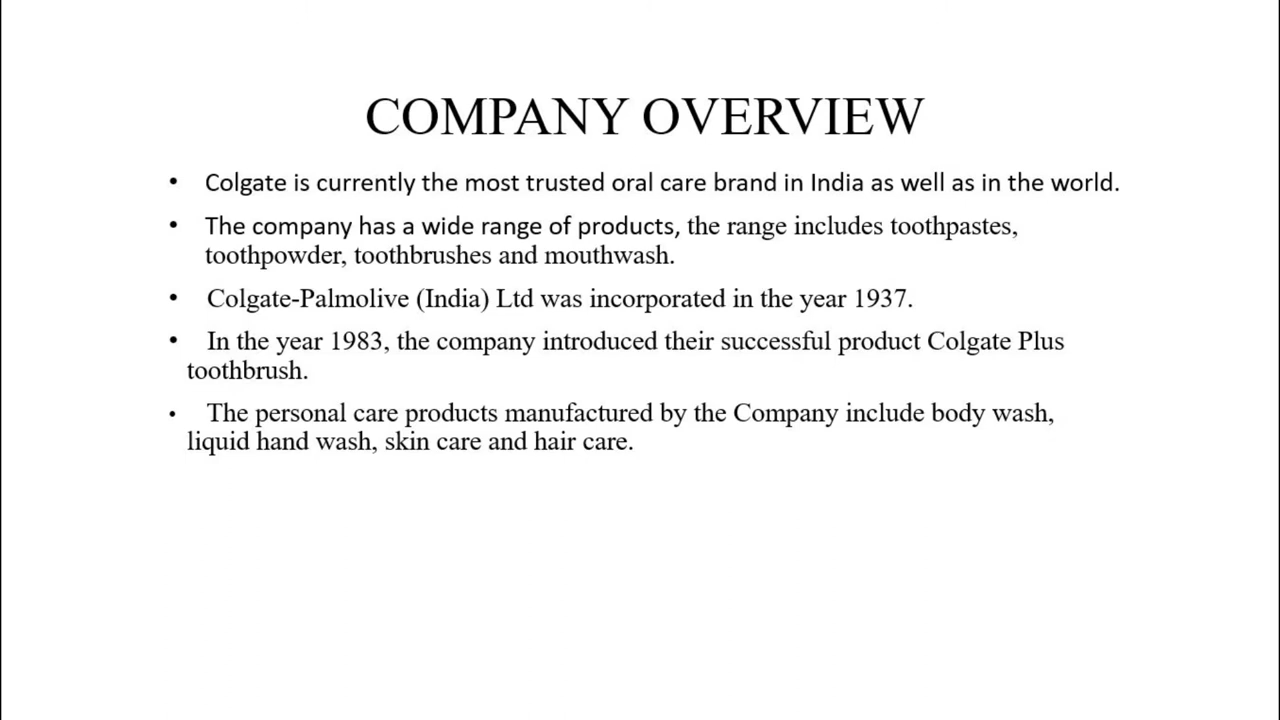 COMPANY OVERVIEW
• Colgate is currently the most trusted oral care brand in India as well as in the world.
• The company has a wide range of products, the range includes toothpastes,
toothpowder, toothbrushes and mouthwash.
• Colgate-Palmolive (India) Ltd was incorporated in the year 1937.
• In the year 1983, the company introduced their successful product Colgate Plus
toothbrush.
• The personal care products manufactured by the Company include body wash,
liquid hand wash, skin care and hair care.